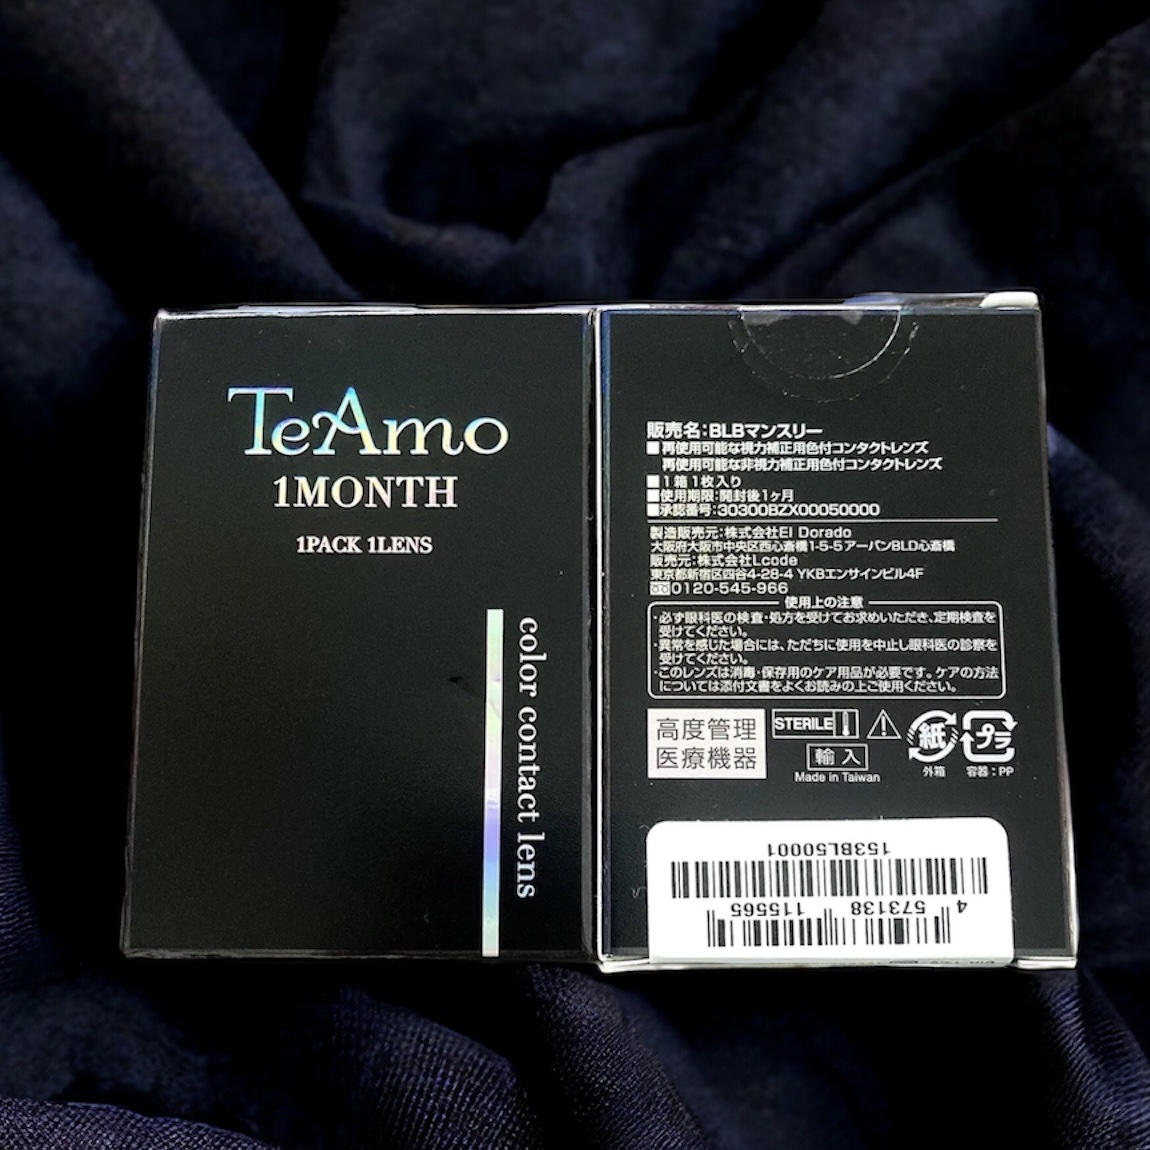 TeAmo
1MONTH
1PACK 1LENS
color contact lens
販売名:BLBマンスリー
■再使用可能な視力補正用色付コンタクトレンズ
再使用可能な非視力補正用色付コンタクトレンズ
■1箱1枚入り
■使用期限:開封後1ヶ月
■承認番号:30300BZX00050000
製造販売元:株式会社El Dorado
大阪府大阪市中央区西心斎橋1-5-5アーバンBLD心斎橋
販売元:株式会社Lcode
東京都新宿区四谷4-28-4 YKBエンサインビル4F
0120-545-966
使用上の注意
・必ず眼科医の検査・処方を受けてお求めいただき、定期検査を
受けてください。
・異常を感じた場合には、ただちに使用を中止し眼科医の診察を
受けてください。
・このレンズは消毒・保存用のケア用品が必要です。ケアの方法
については添付文書をよくお読みの上ご使用ください。
高度管理
医療機器
STERILE
輸入
Made in Taiwan
紙
外箱
プラ
容器:PP
153BL50001
4 573138 115565